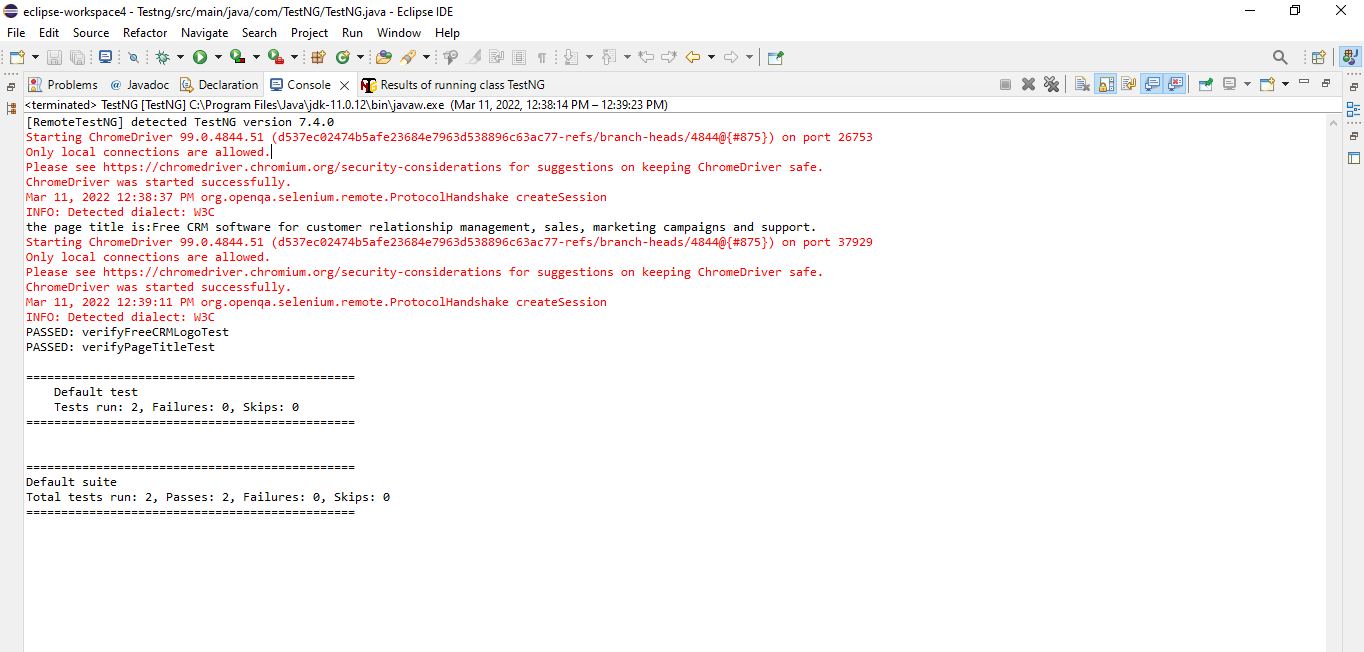 eclipse-workspace4 - Testng/src/main/java/com/TestNG/TestNG.java - Eclipse IDE
File Edit Source Refactor Navigate Search Project Run Window Help
Problems @ Javadoc Declaration Console Results of running class TestNG
<terminated> TestNG [TestNG] C:\Program Files\Java\jdk-11.0.12\bin\javaw.exe (Mar 11, 2022, 12:38:14 PM – 12:39:23 PM)
[RemoteTestNG] detected TestNG version 7.4.0
Starting ChromeDriver 99.0.4844.51 (d537ec02474b5afe23684e7963d538896c63ac77-refs/branch-heads/4844@{#875}) on port 26753
Only local connections are allowed.
Please see https://chromedriver.chromium.org/security-considerations for suggestions on keeping ChromeDriver safe.
ChromeDriver was started successfully.
Mar 11, 2022 12:38:37 PM org.openqa.selenium.remote.ProtocolHandshake createSession
INFO: Detected dialect: W3C
the page title is:Free CRM software for customer relationship management, sales, marketing campaigns and support.
Starting ChromeDriver 99.0.4844.51 (d537ec02474b5afe23684e7963d538896c63ac77-refs/branch-heads/4844@{#875}) on port 37929
Only local connections are allowed.
Please see https://chromedriver.chromium.org/security-considerations for suggestions on keeping ChromeDriver safe.
ChromeDriver was started successfully.
Mar 11, 2022 12:39:11 PM org.openqa.selenium.remote.ProtocolHandshake createSession
INFO: Detected dialect: W3C
PASSED: verifyFreeCRMLogoTest
PASSED: verifyPageTitleTest
===============================================
Default test
Tests run: 2, Failures: 0, Skips: 0
===============================================
===============================================
Default suite
Total tests run: 2, Passes: 2, Failures: 0, Skips: 0
===============================================